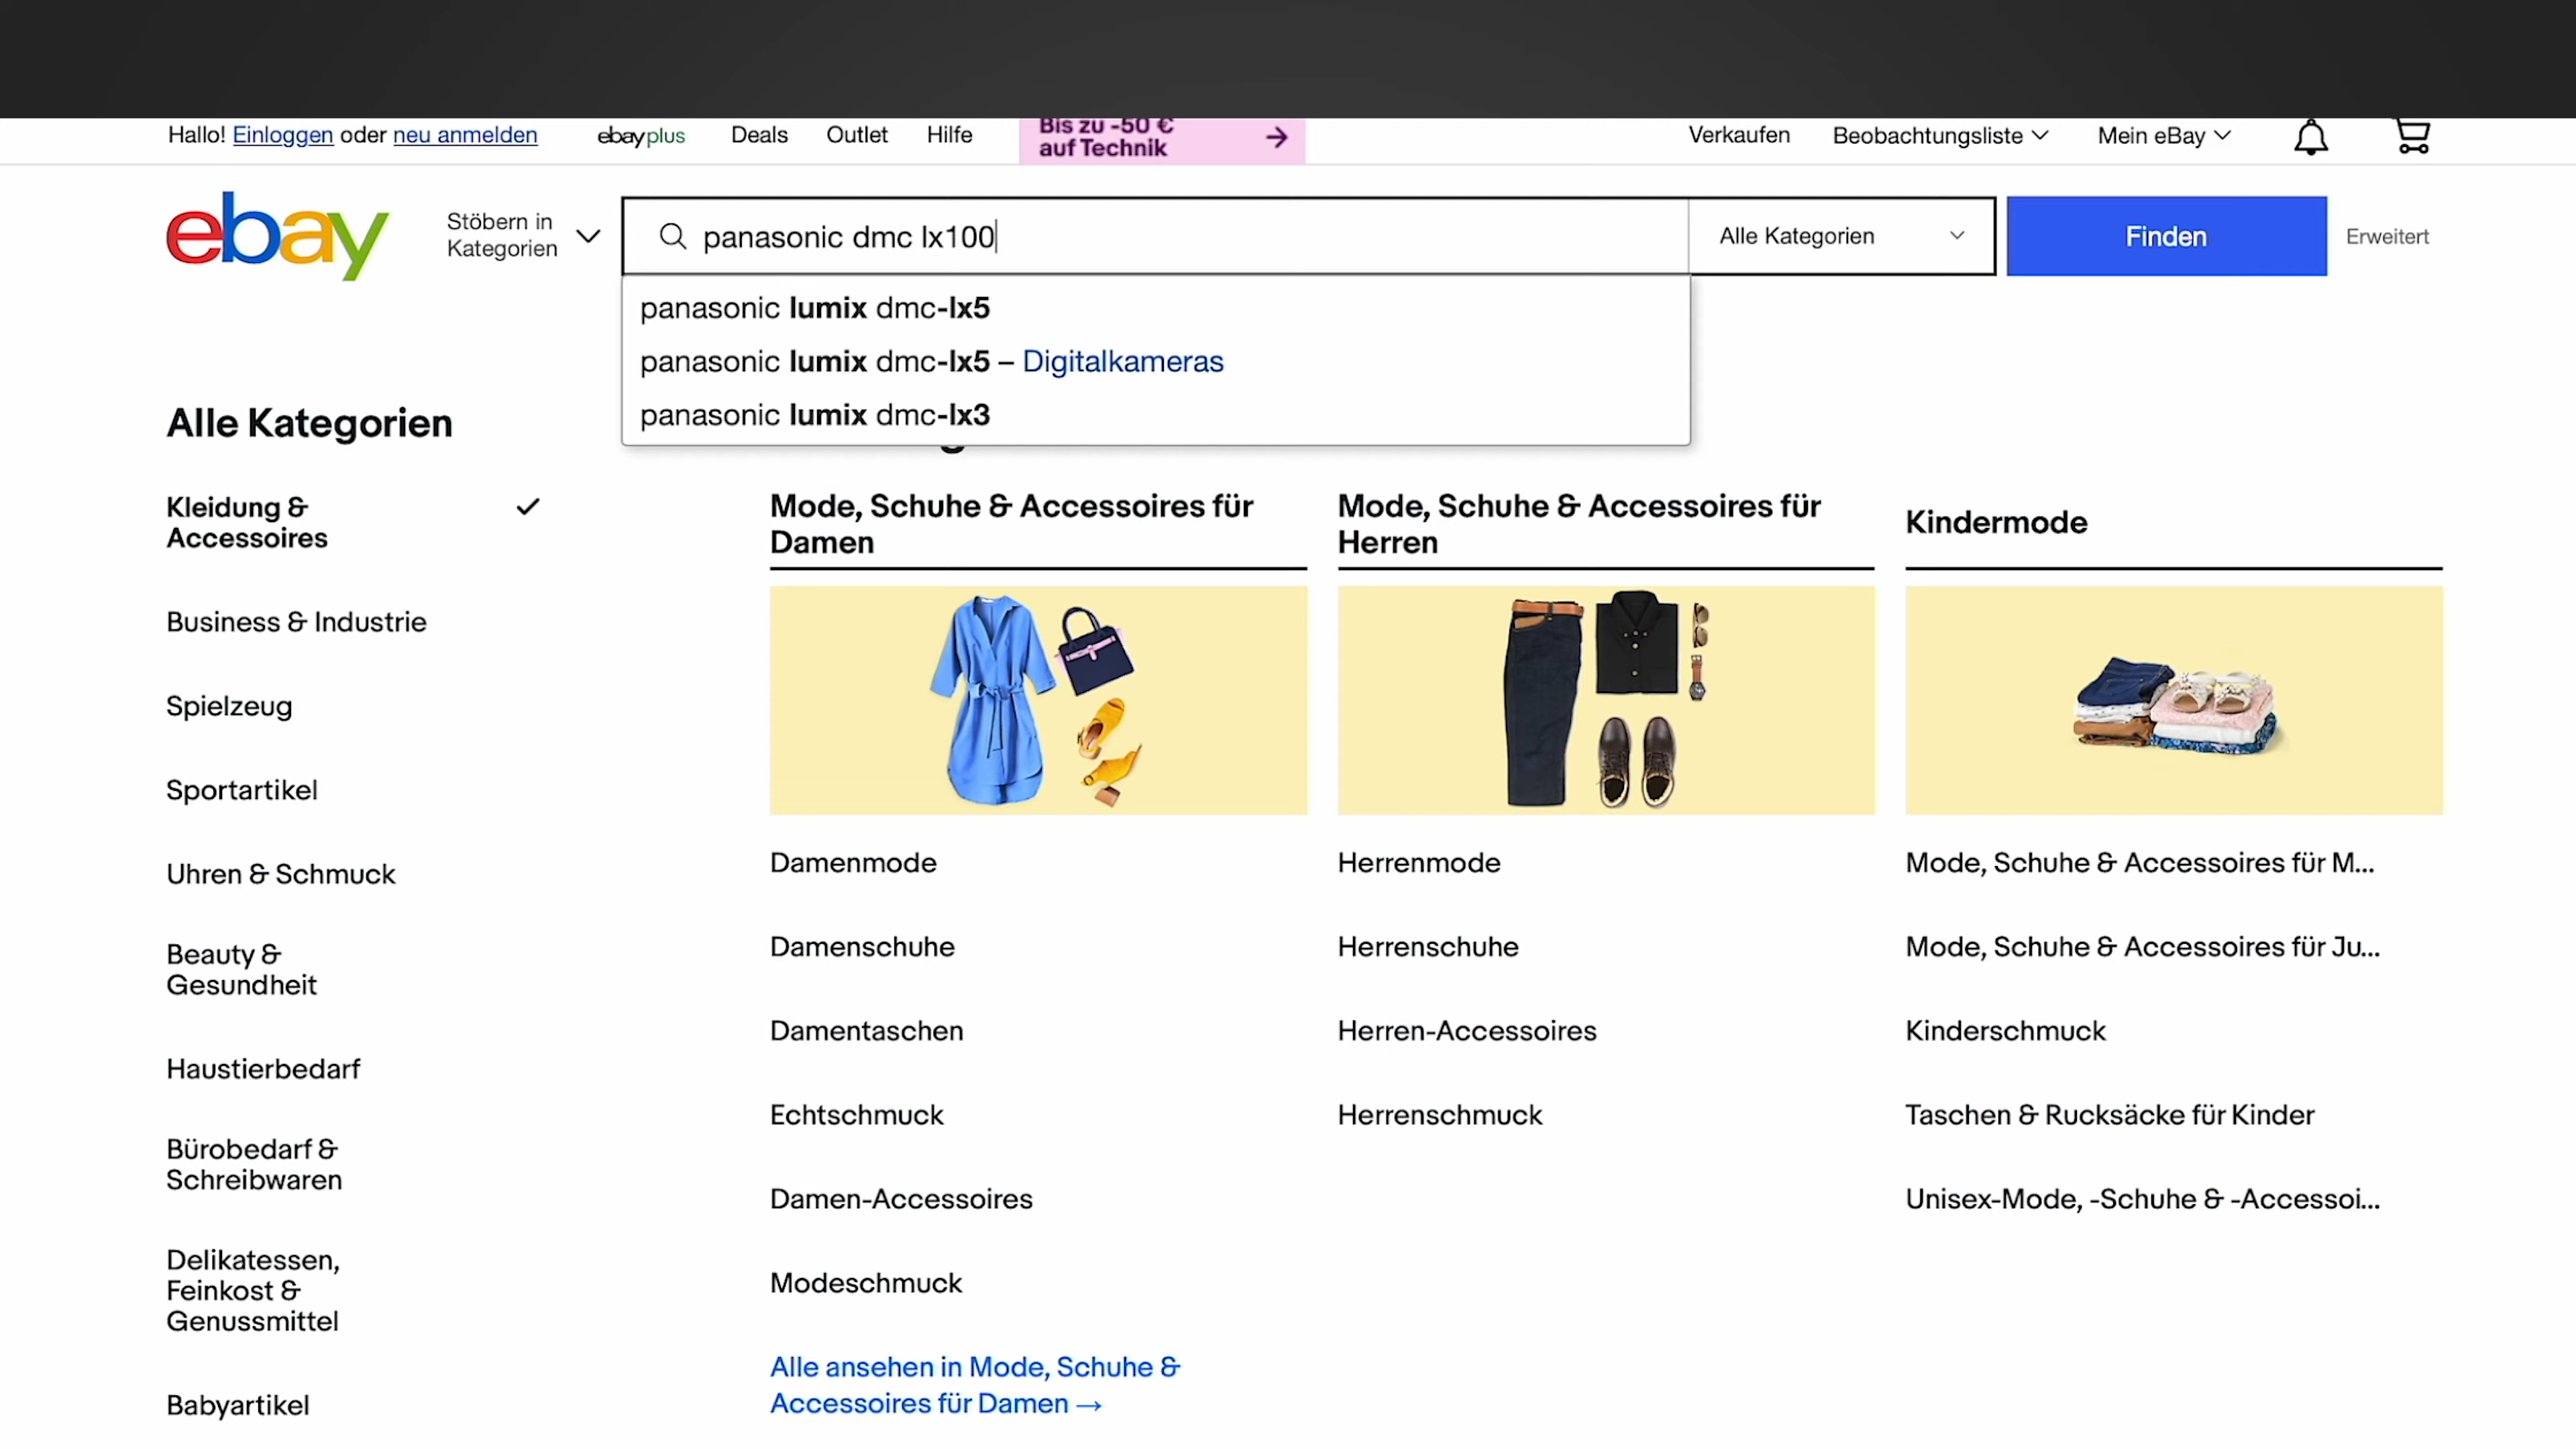 Hallo! Einloggen oder neu anmelden ebayplus Deals Outlet Hilfe Bis zu -50 € Verkaufen Beobachtungsliste Mein eBay
auf Technik
ebay
Stöbern in
Kategorien
panasonic dmc lx100 Alle Kategorien Finden Erweitert
panasonic lumix dmc-lx5
panasonic lumix dmc-lx5 – Digitalkameras
panasonic lumix dmc-lx3
Alle Kategorien
Kleidung &
Accessoires
Business & Industrie
Spielzeug
Sportartikel
Uhren & Schmuck
Beauty &
Gesundheit
Haustierbedarf
Bürobedarf &
Schreibwaren
Delikatessen,
Feinkost &
Genussmittel
Babyartikel
Mode, Schuhe & Accessoires für
Damen
Damenmode
Damenschuhe
Damentaschen
Echtschmuck
Damen-Accessoires
Modeschmuck
Alle ansehen in Mode, Schuhe &
Accessoires für Damen →
Mode, Schuhe & Accessoires für
Herren
Herrenmode
Herrenschuhe
Herren-Accessoires
Herrenschmuck
Kindermode
Mode, Schuhe & Accessoires für M...
Mode, Schuhe & Accessoires für Ju...
Kinderschmuck
Taschen & Rucksäcke für Kinder
Unisex-Mode, -Schuhe & -Accessoi...